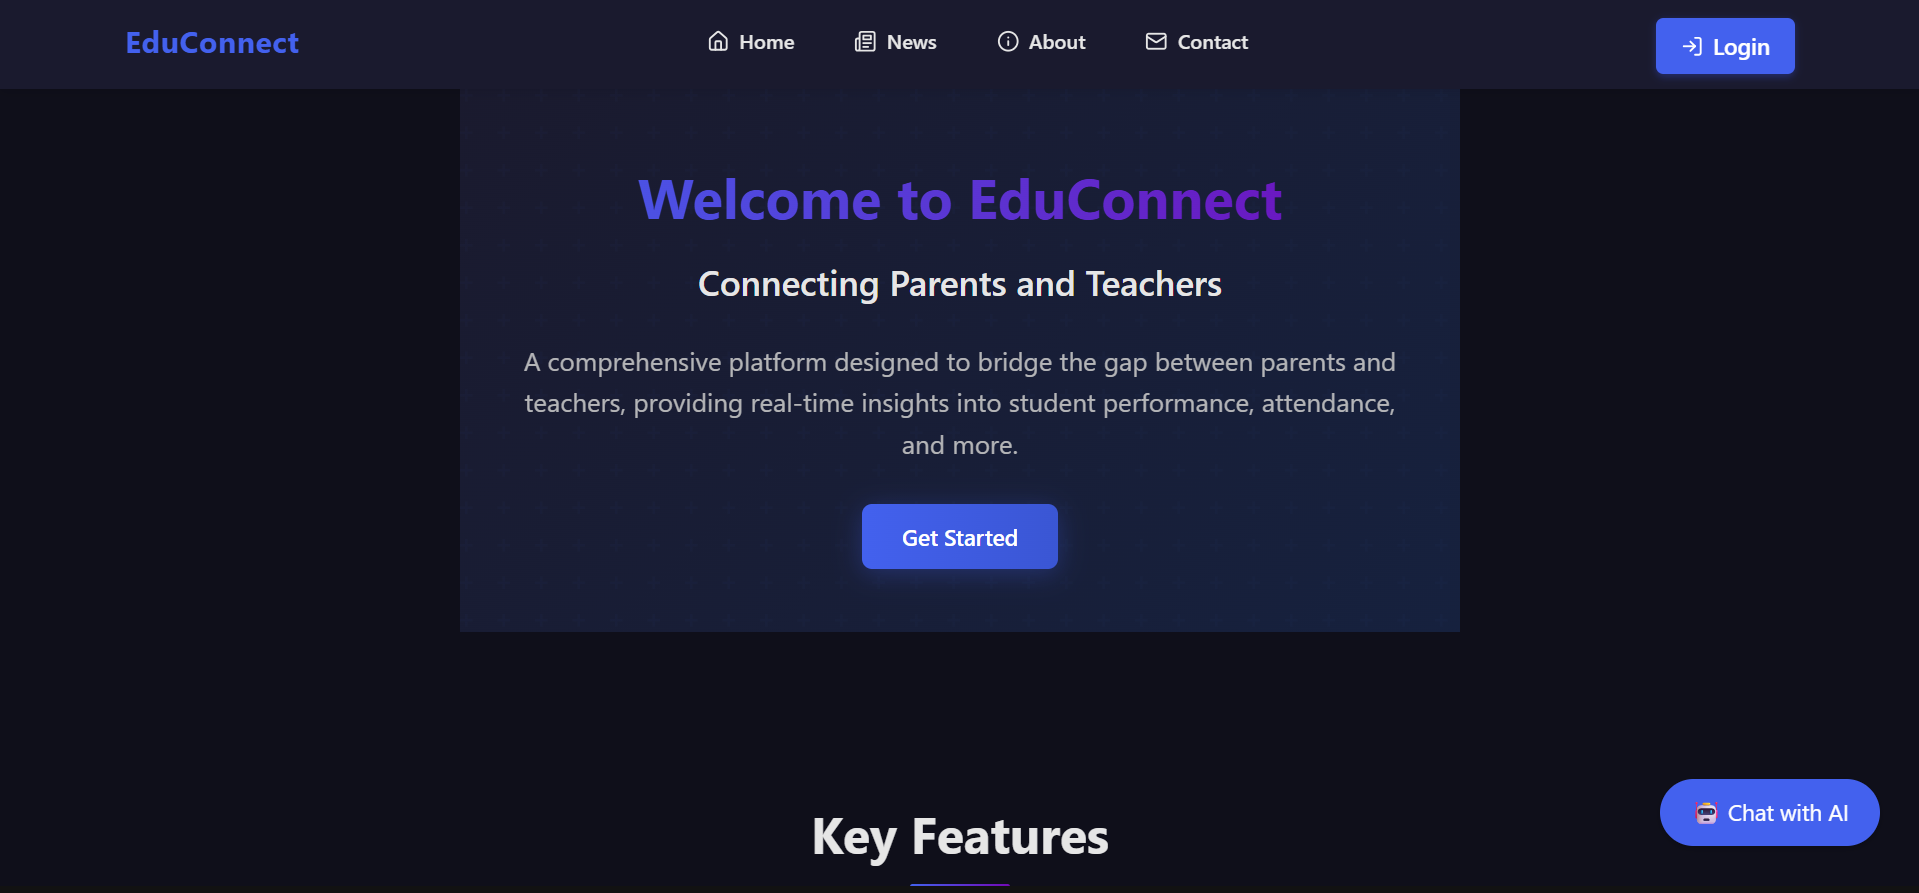 EduConnect
Home
News
About
Contact
Login
Welcome to EduConnect
Connecting Parents and Teachers
A comprehensive platform designed to bridge the gap between parents and
teachers, providing real-time insights into student performance, attendance,
and more.
Get Started
Key Features
Chat with AI